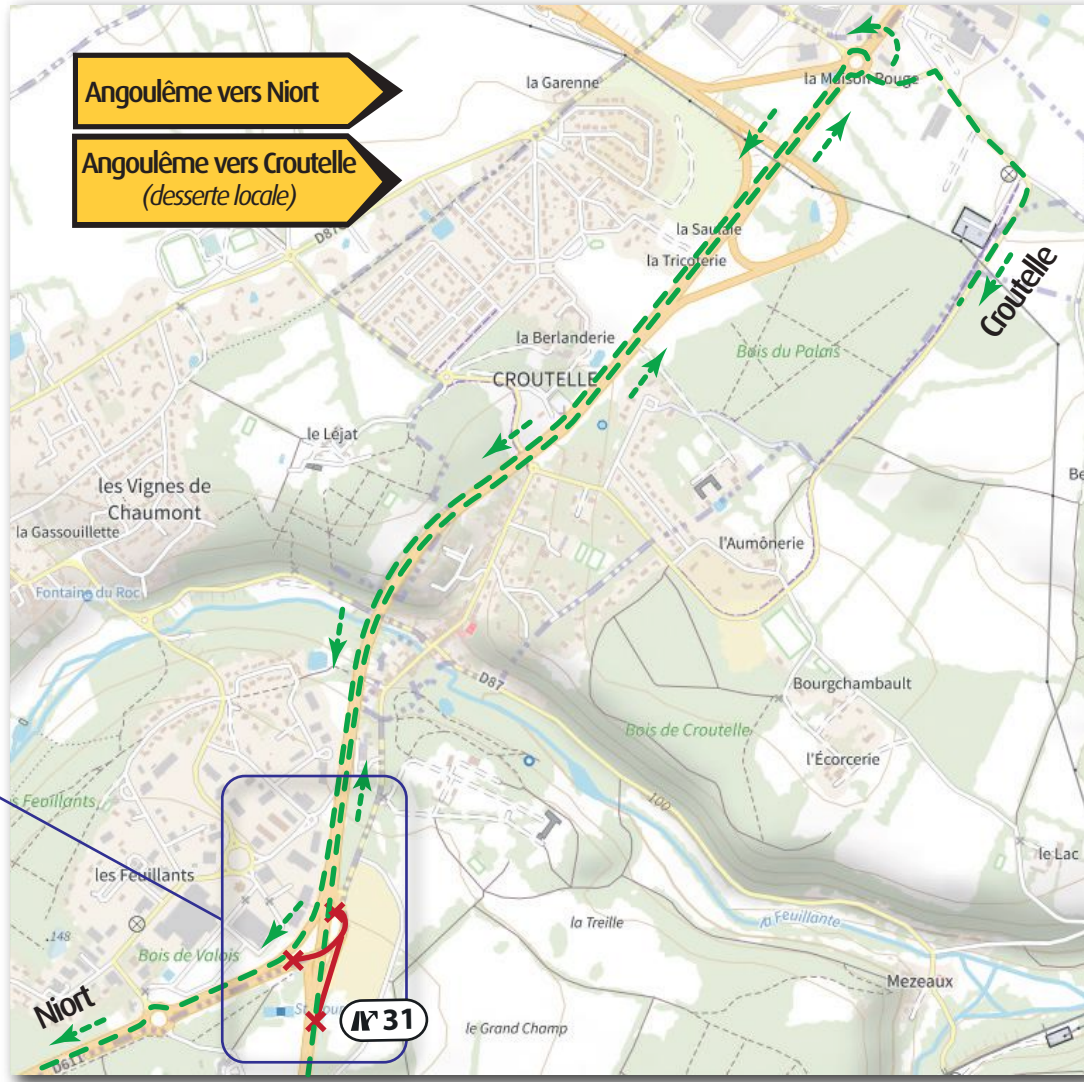 Angoulême vers Niort
Angoulême vers Croutelle
(desserte locale)
la Garenne
la Maison Rouge
la Tricoterie
Croutelle
la Berlanderie
Bois du Palais
CROUTELLE
le Léjat
les Vignes de
Chaumont
la Gassouillette
l'Aumônerie
Fontaine du Roc
D87
Bourgchambault
Bois de Croutelle
l'Écorcerie
100
s Feuillants
le Lac
les Feuillants
la Treille
la Feuillante
148
Bois de Valois
Mezeaux
Niort
31
le Grand Champ
D611